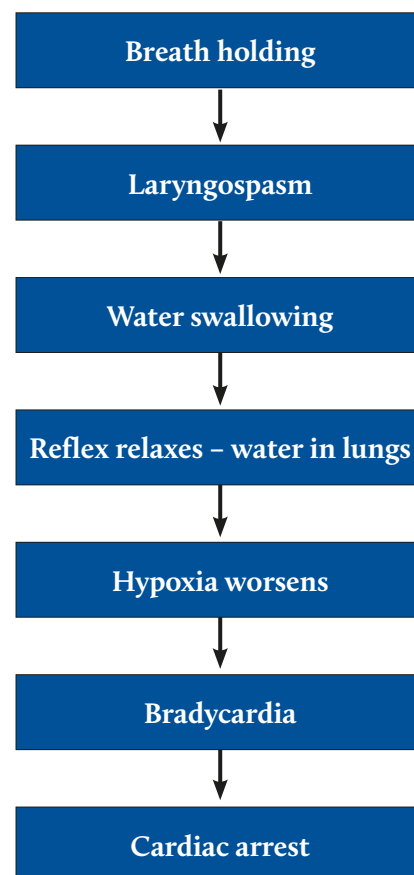 Breath holding
Laryngospasm
Water swallowing
Reflex relaxes – water in lungs
Hypoxia worsens
Bradycardia
Cardiac arrest